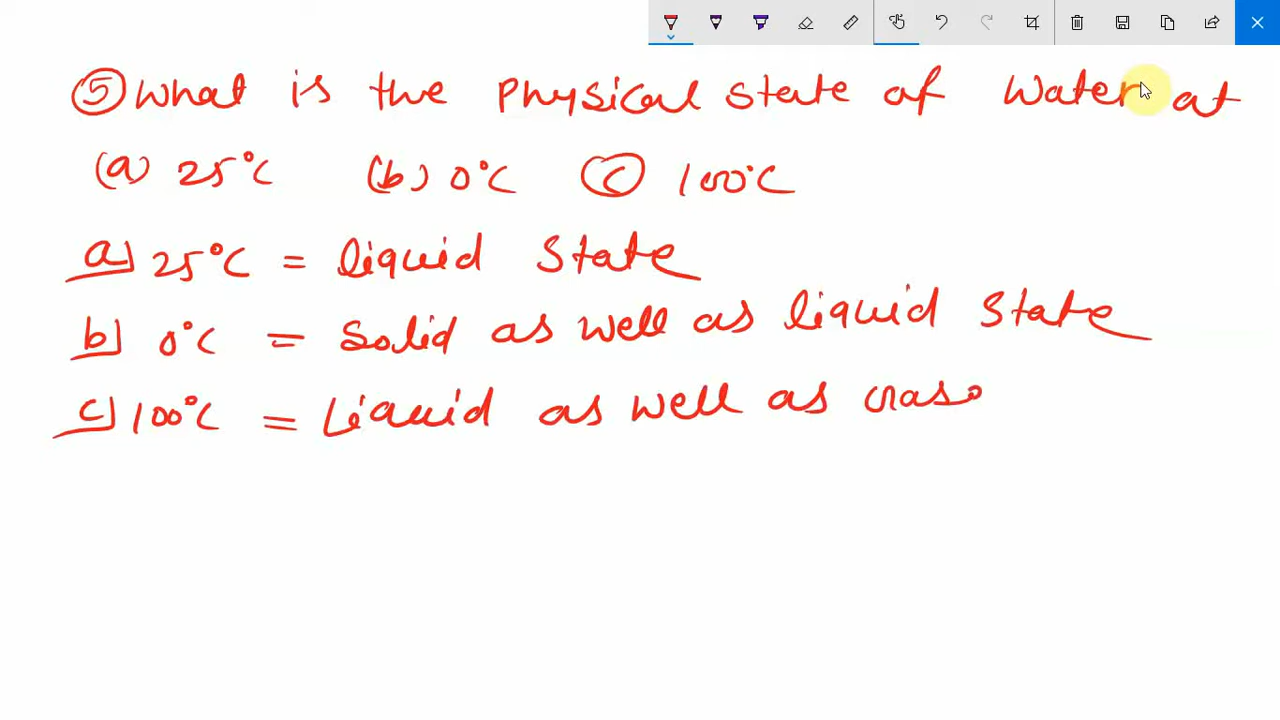 ⑤ What is the Physical State of Water at
(a) 25°C (b) 0°C (c) 100°C
a) 25°C = liquid State
b) 0°C = Solid as well as liquid State
c) 100°C = Liquid as well as Gas.